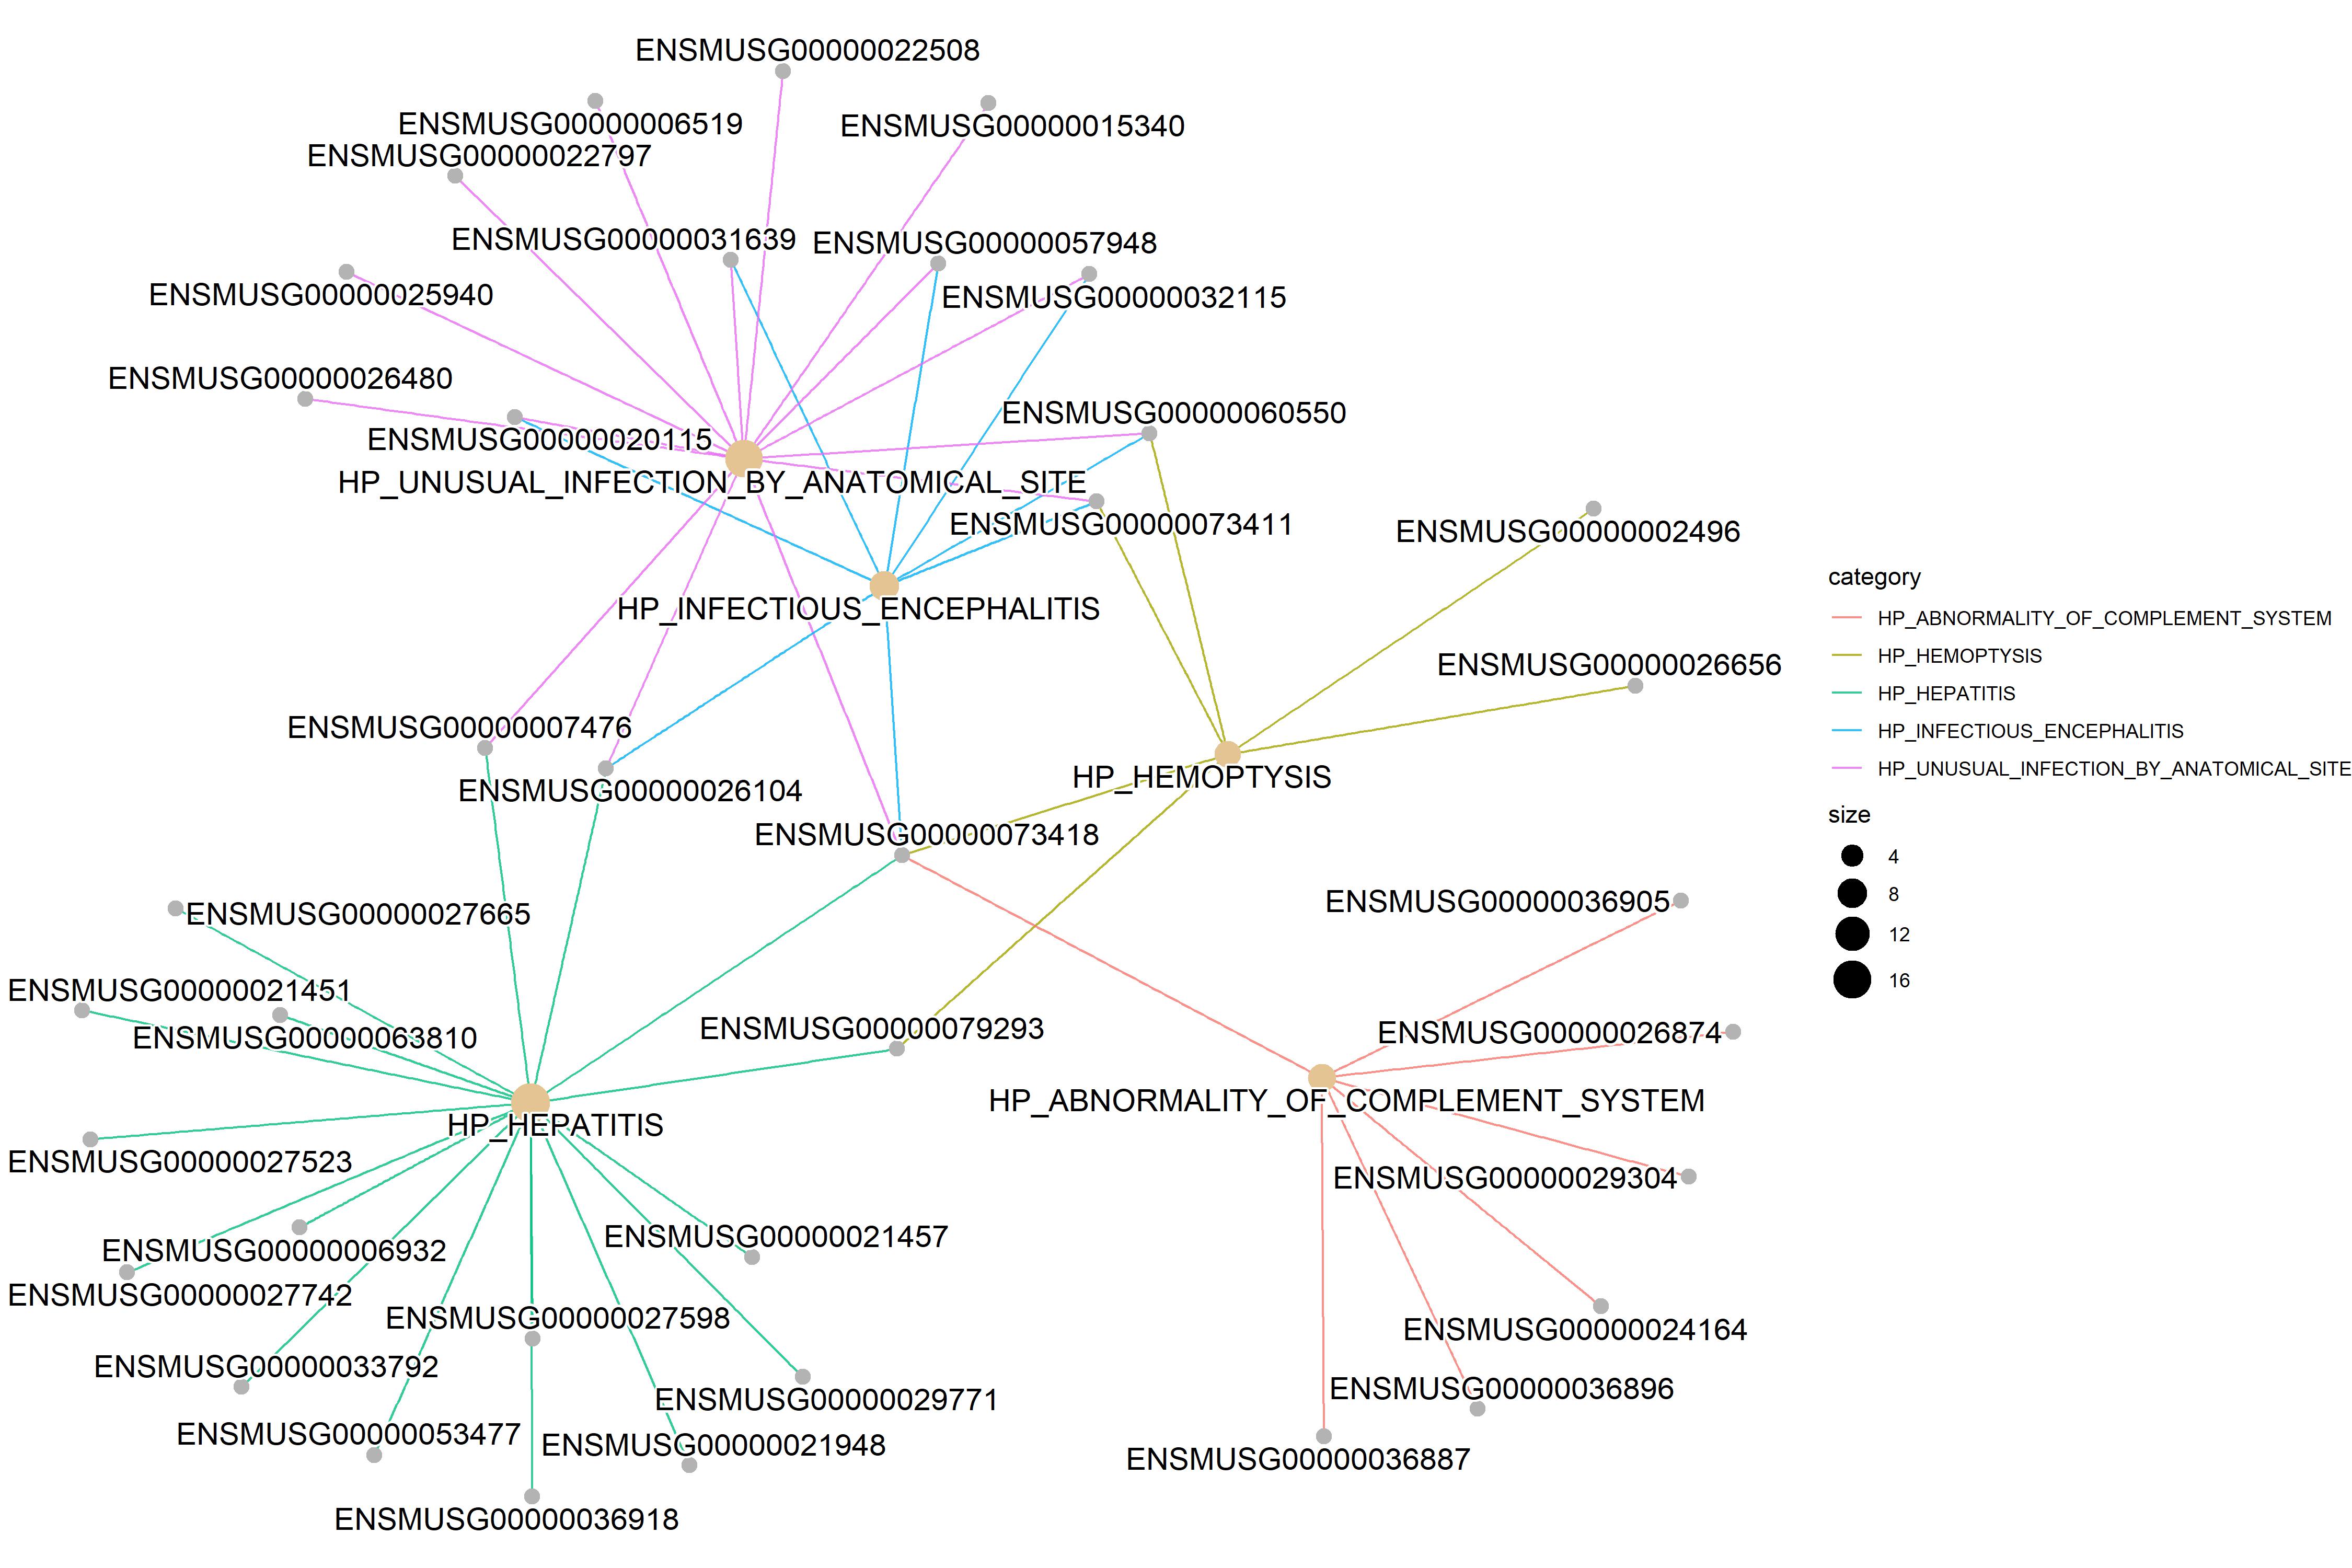 ENSMUSG00000022508
ENSMUSG00000006519
ENSMUSG00000015340
ENSMUSG00000022797
ENSMUSG00000031639
ENSMUSG00000057948
ENSMUSG00000025940
ENSMUSG00000032115
ENSMUSG00000026480
ENSMUSG00000060550
ENSMUSG00000020115
HP_UNUSUAL_INFECTION_BY_ANATOMICAL_SITE
ENSMUSG00000073411
ENSMUSG00000002496
HP_INFECTIOUS_ENCEPHALITIS
ENSMUSG00000026656
ENSMUSG00000007476
HP_HEMOPTYSIS
ENSMUSG00000026104
ENSMUSG00000073418
ENSMUSG00000036905
ENSMUSG00000027665
ENSMUSG00000021451
ENSMUSG00000079293
ENSMUSG00000026874
ENSMUSG00000063810
HP_ABNORMALITY_OF_COMPLEMENT_SYSTEM
HP_HEPATITIS
ENSMUSG00000027523
ENSMUSG00000029304
ENSMUSG00000021457
ENSMUSG00000006932
ENSMUSG00000027742
ENSMUSG00000027598
ENSMUSG00000024164
ENSMUSG00000033792
ENSMUSG00000036896
ENSMUSG00000029771
ENSMUSG00000053477
ENSMUSG00000021948
ENSMUSG00000036887
ENSMUSG00000036918
category
HP_ABNORMALITY_OF_COMPLEMENT_SYSTEM
HP_HEMOPTYSIS
HP_HEPATITIS
HP_INFECTIOUS_ENCEPHALITIS
HP_UNUSUAL_INFECTION_BY_ANATOMICAL_SITE
size
4
8
12
16